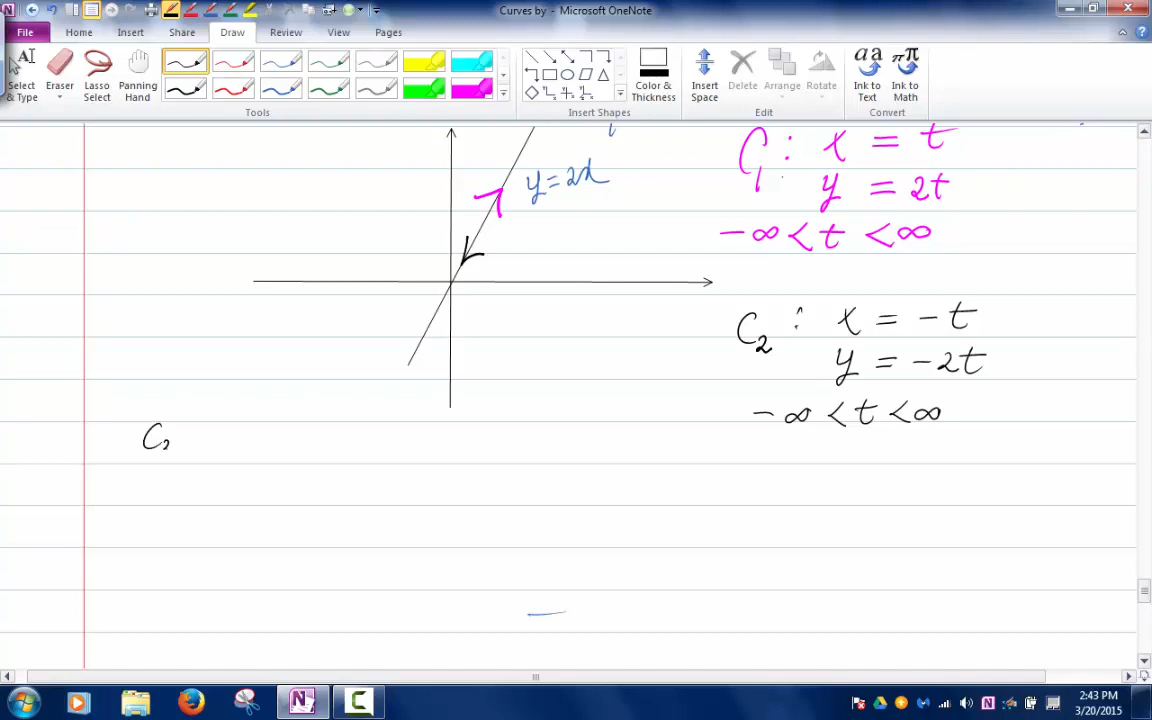 Curves by - Microsoft OneNote
File Home Insert Share Draw Review View Pages
Select & Type Eraser Lasso Select Panning Hand Color & Thickness Insert Space Delete Arrange Rotate Ink to Text Ink to Math
Tools Insert Shapes Edit Convert
C₁ : x = t
y = 2x
y = 2t
-∞ < t < ∞
C₂ : x = -t
y = -2t
-∞ < t < ∞
C₂
2:43 PM
3/20/2015